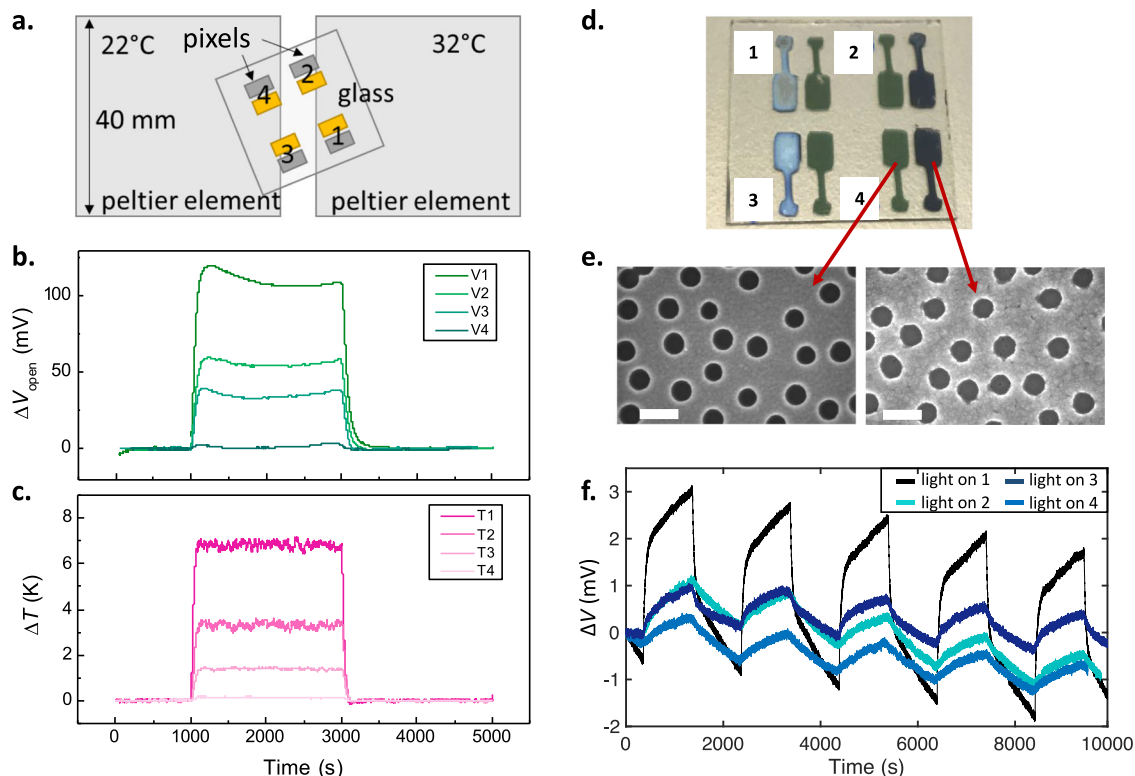 a.
22°C
pixels
32°C
2
4
glass
40 mm
3
1
peltier element
peltier element
b.
V1
V2
V3
V4
100
50
0
ΔVopen (mV)
c.
T1
T2
T3
T4
8
6
4
2
0
ΔT (K)
0 1000 2000 3000 4000 5000
Time (s)
d.
1
2
3
4
e.
f.
light on 1
light on 3
light on 2
light on 4
3
2
1
0
-1
-2
ΔV (mV)
0 2000 4000 6000 8000 10000
Time (s)